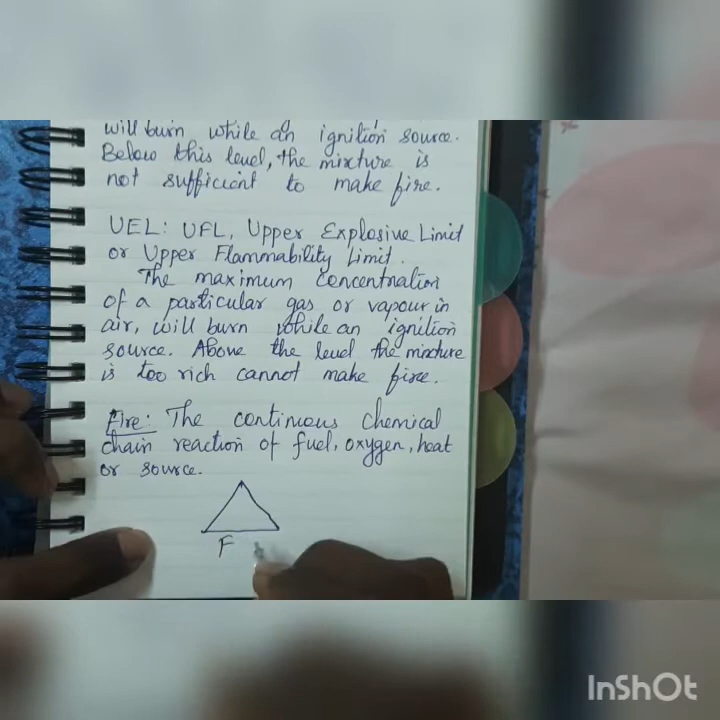 will burn while an ignition source.
Below this level, the mixture is
not sufficient to make fire.
UEL: UFL, Upper Explosive Limit
or Upper Flammability Limit.
The maximum concentration
of a particular gas or vapour in
air, will burn while an ignition
source. Above the level the mixture
is too rich cannot make fire.
Fire: The continuous chemical
chain reaction of fuel, oxygen, heat
or source.
F
InShOt